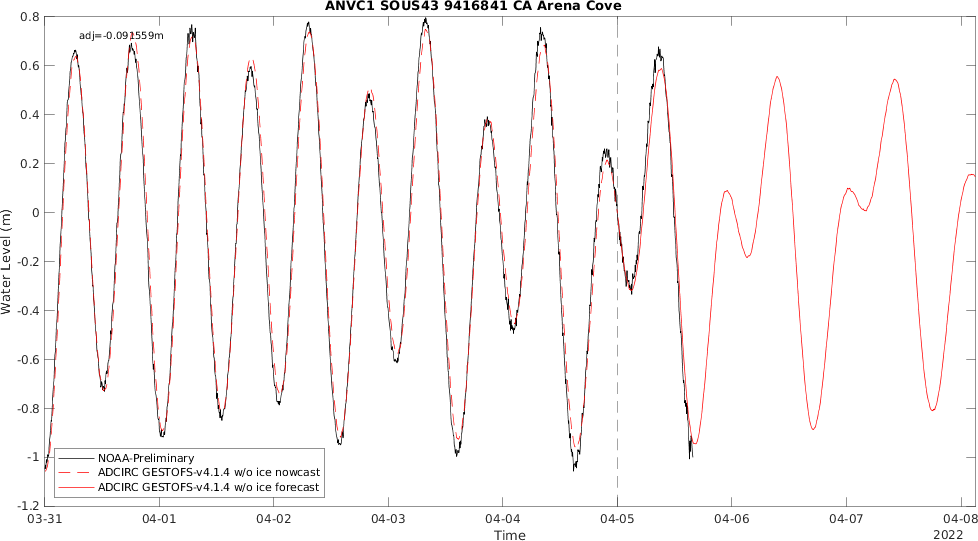 ANVC1 SOUS43 9416841 CA Arena Cove
adj=-0.091559m
0.8
0.6
0.4
0.2
0
-0.2
-0.4
-0.6
-0.8
-1
-1.2
Water Level (m)
NOAA-Preliminary
ADCIRC GESTOFS-v4.1.4 w/o ice nowcast
ADCIRC GESTOFS-v4.1.4 w/o ice forecast
03-31 04-01 04-02 04-03 04-04 04-05 04-06 04-07 04-08
Time
2022